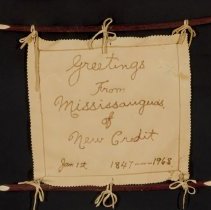 Greetings
From
Mississaugas
of
New Credit
Jan 1st 1847 — 1968